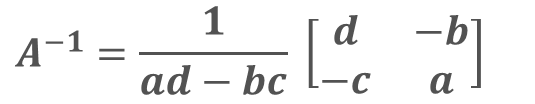 A⁻¹ = 1/(ad − bc) [d −b; −c a]